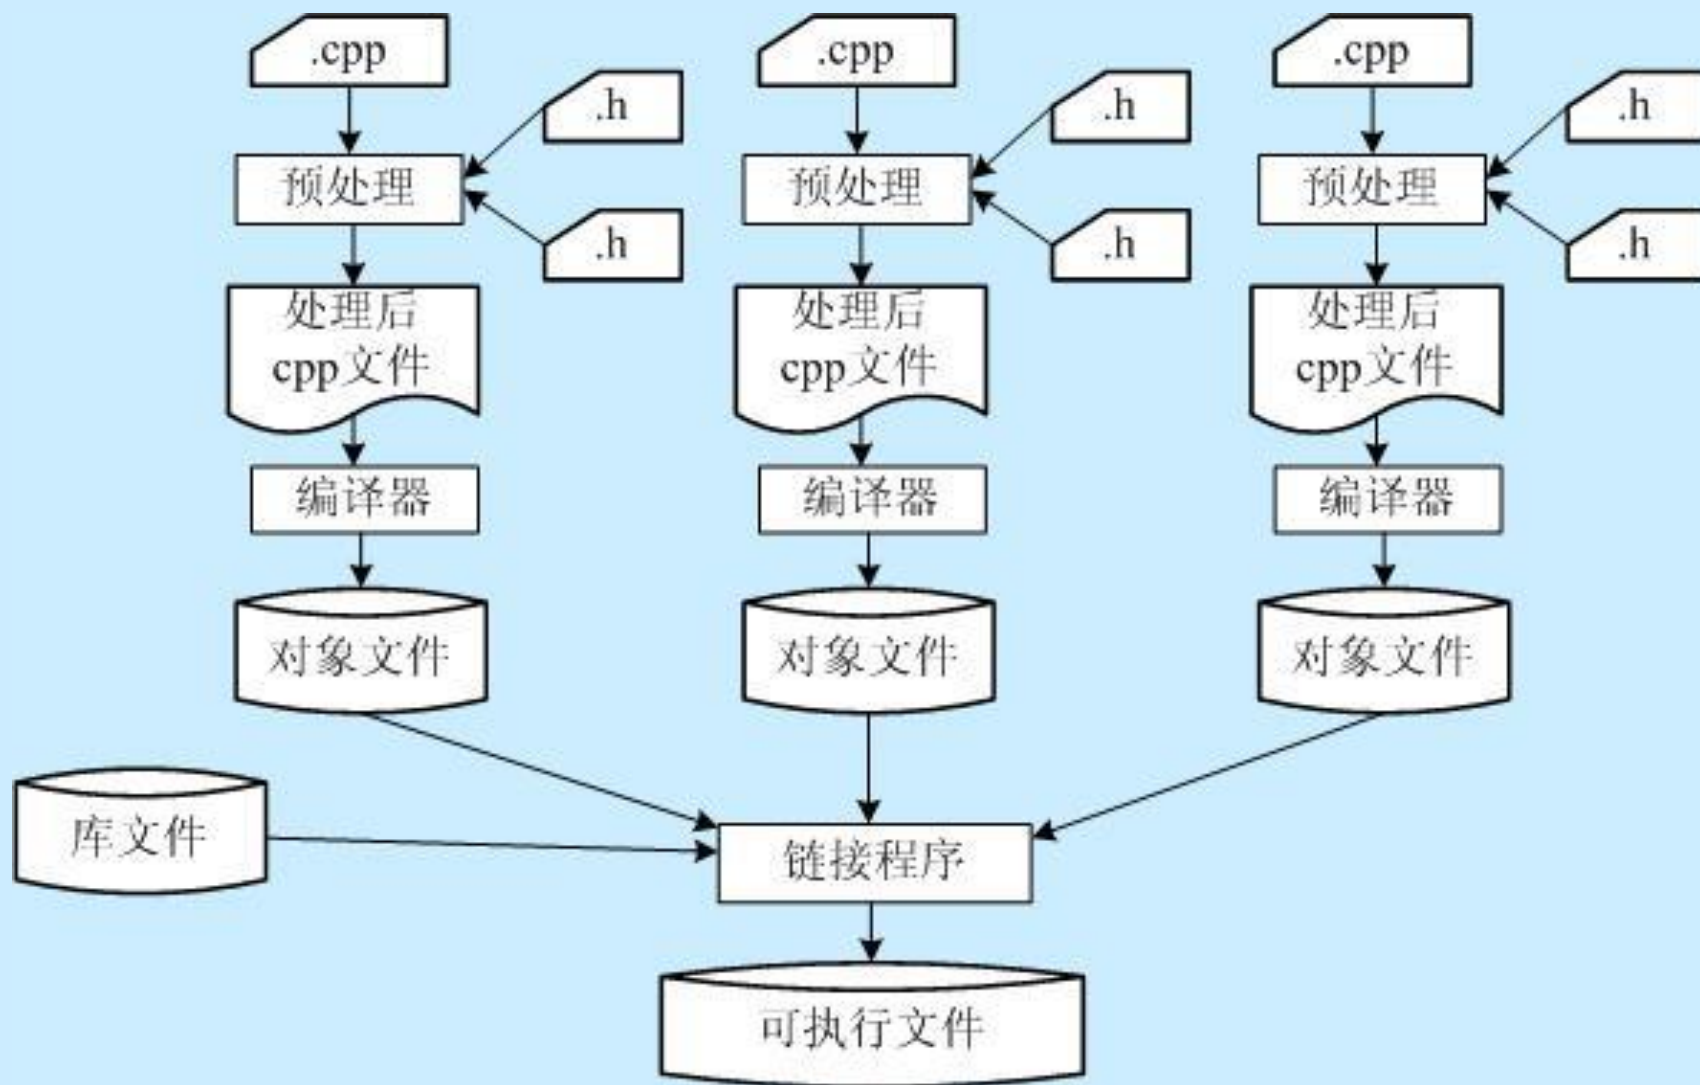 .cpp
.cpp
.cpp
.h
.h
.h
预处理
预处理
预处理
.h
.h
.h
处理后
cpp文件
处理后
cpp文件
处理后
cpp文件
编译器
编译器
编译器
对象文件
对象文件
对象文件
库文件
链接程序
可执行文件